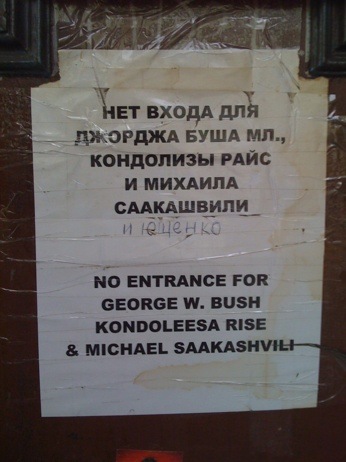 НЕТ ВХОДА ДЛЯ
ДЖОРДЖА БУША МЛ.,
КОНДОЛИЗЫ РАЙС
И МИХАИЛА
СААКАШВИЛИ
и Ющенко
NO ENTRANCE FOR
GEORGE W. BUSH
KONDOLEESA RISE
& MICHAEL SAAKASHVILI